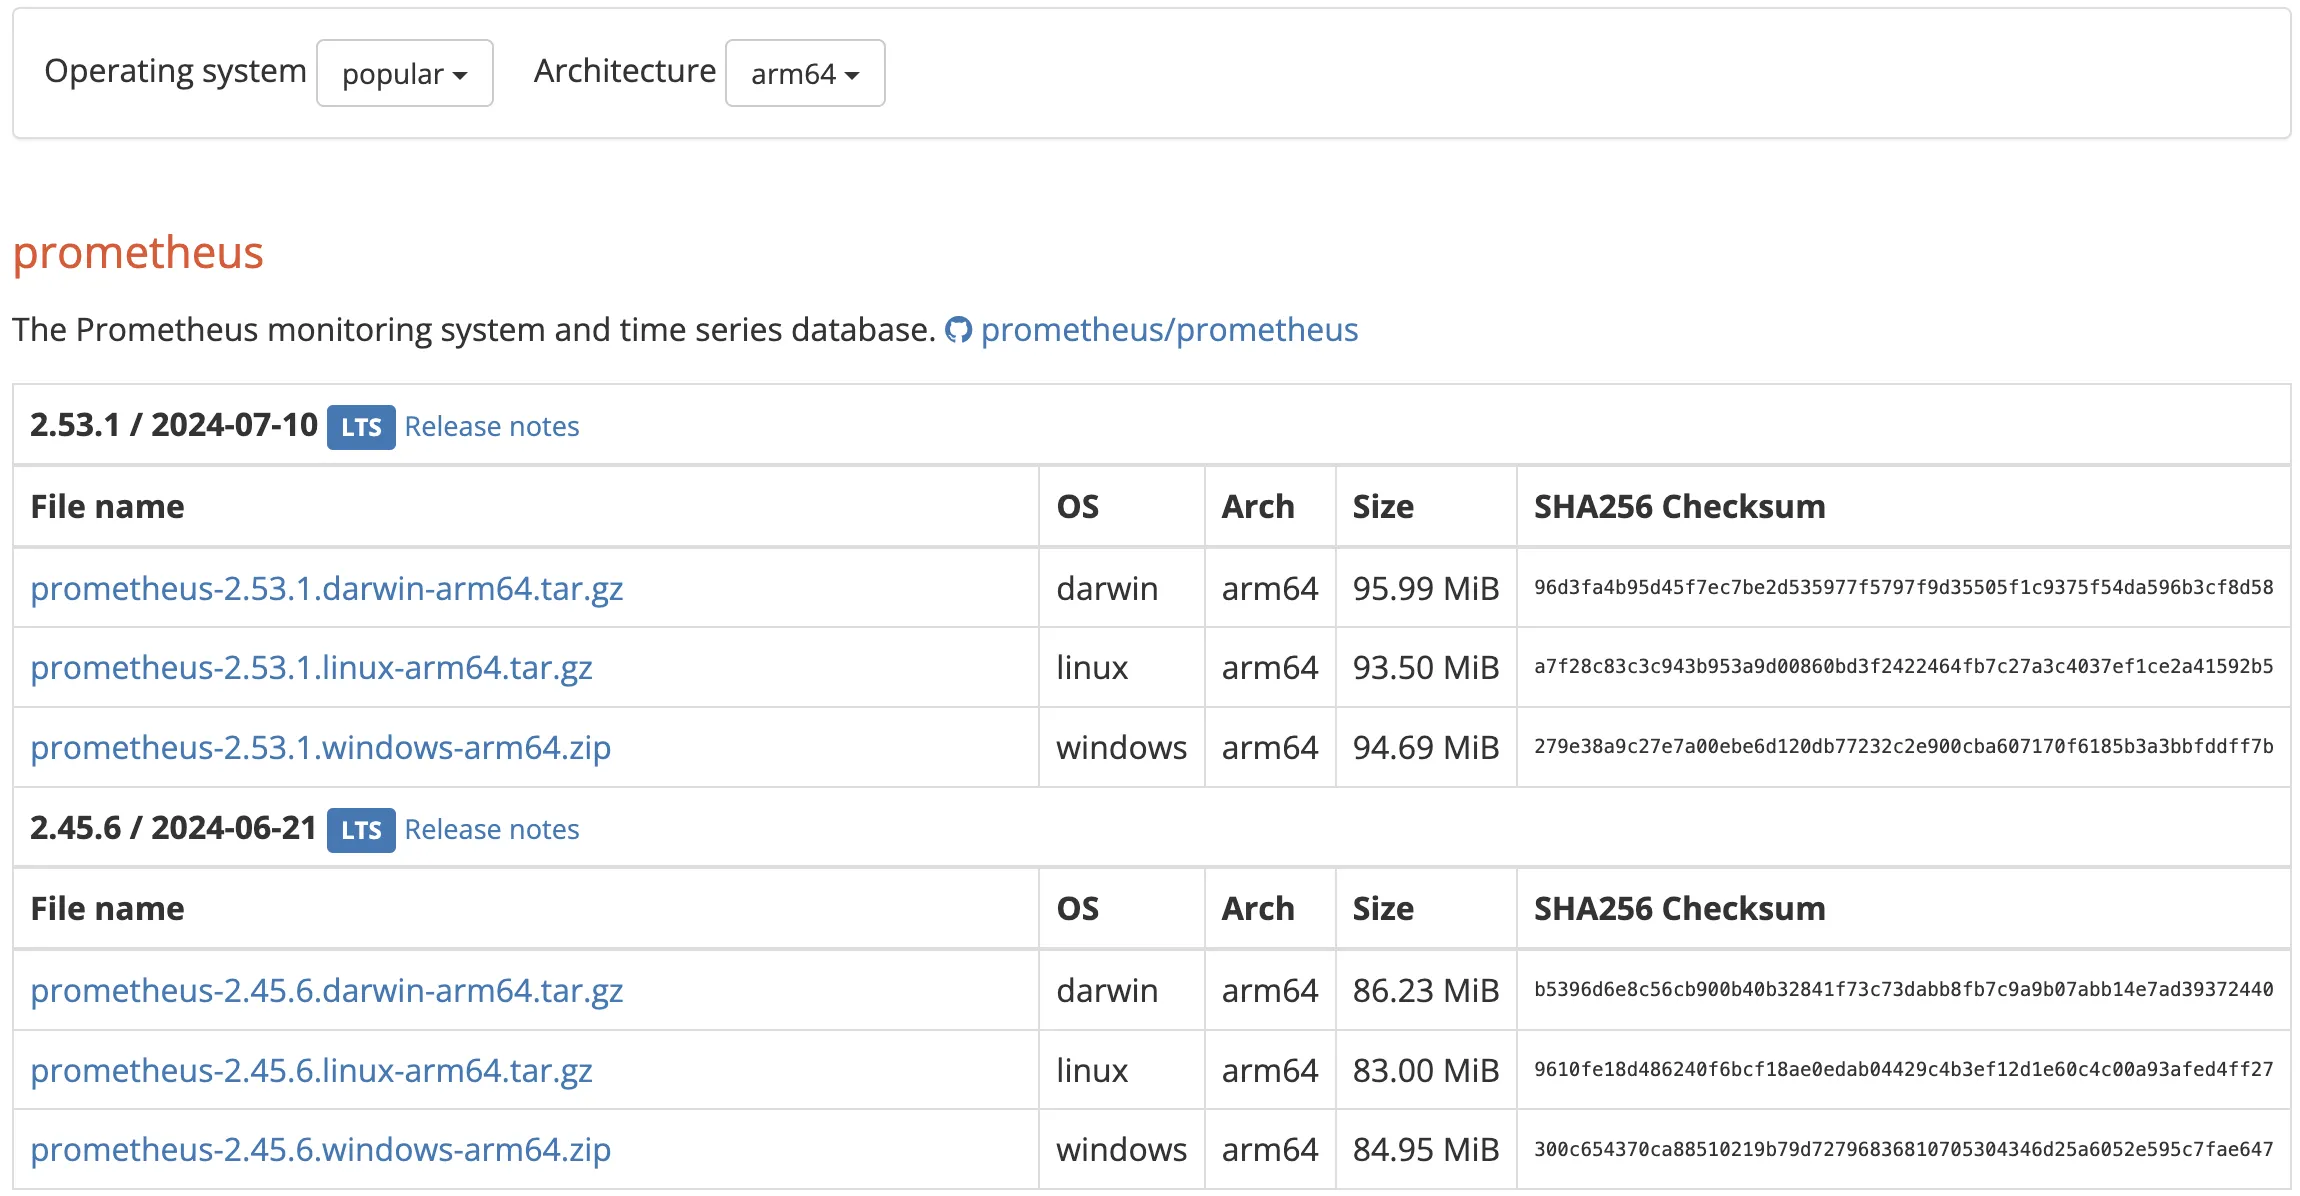 Operating system popular Architecture arm64
prometheus
The Prometheus monitoring system and time series database. prometheus/prometheus
2.53.1 / 2024-07-10 LTS Release notes
File name OS Arch Size SHA256 Checksum
prometheus-2.53.1.darwin-arm64.tar.gz darwin arm64 95.99 MiB 96d3fa4b95d45f7ec7be2d535977f5797f9d35505f1c9375f54da596b3cf8d58
prometheus-2.53.1.linux-arm64.tar.gz linux arm64 93.50 MiB a7f28c83c3c943b953a9d00860bd3f2422464fb7c27a3c4037ef1ce2a41592b5
prometheus-2.53.1.windows-arm64.zip windows arm64 94.69 MiB 279e38a9c27e7a00ebe6d120db77232c2e900cba607170f6185b3a3bbfddff7b
2.45.6 / 2024-06-21 LTS Release notes
File name OS Arch Size SHA256 Checksum
prometheus-2.45.6.darwin-arm64.tar.gz darwin arm64 86.23 MiB b5396d6e8c56cb900b40b32841f73c73dabb8fb7c9a9b07abb14e7ad39372440
prometheus-2.45.6.linux-arm64.tar.gz linux arm64 83.00 MiB 9610fe18d486240f6bcf18ae0edab04429c4b3ef12d1e60c4c00a93afed4ff27
prometheus-2.45.6.windows-arm64.zip windows arm64 84.95 MiB 300c654370ca88510219b79d72796836810705304346d25a6052e595c7fae647